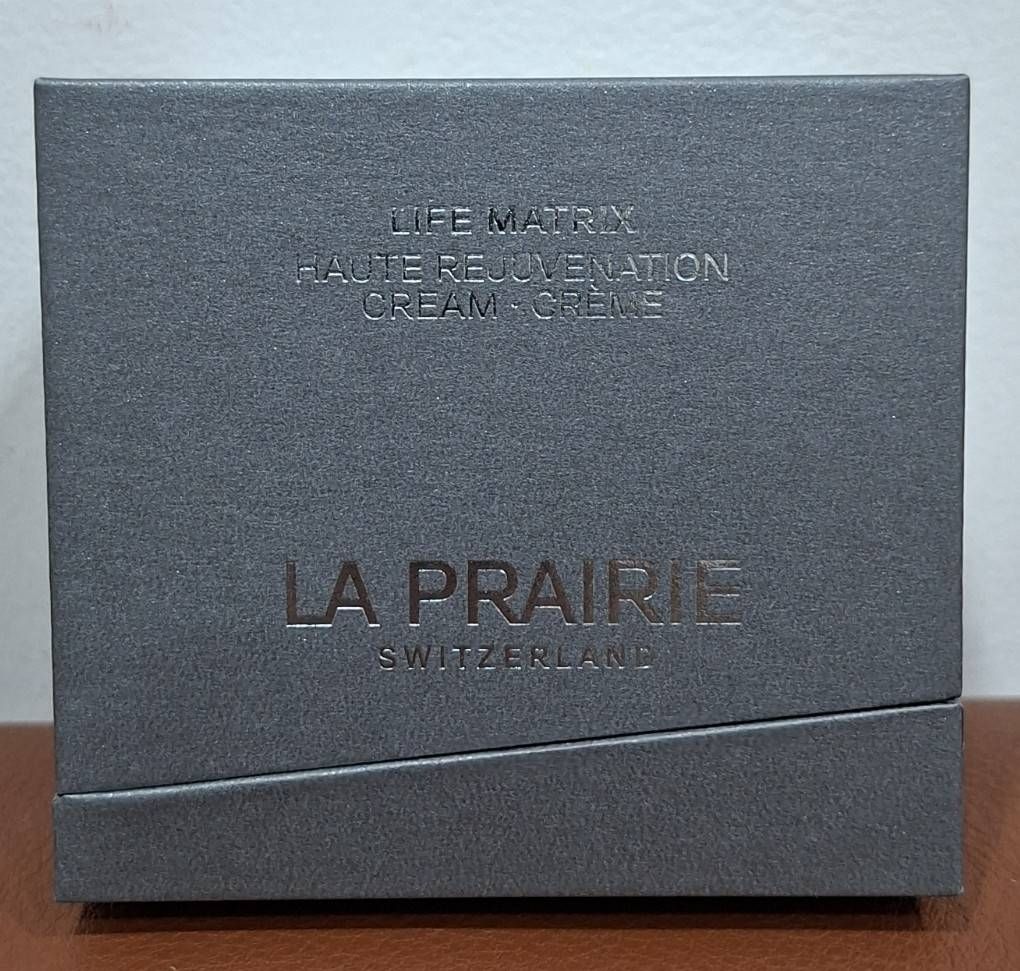 LIFE MATRIX
HAUTE REJUVENATION
CREAM · CRÈME
LA PRAIRIE
SWITZERLAND